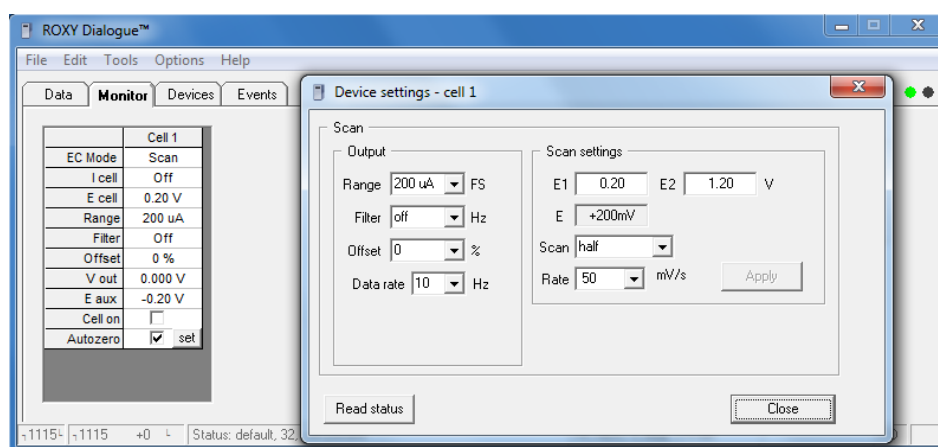 ROXY Dialogue™
File Edit Tools Options Help
Data Monitor Devices Events
Cell 1
EC Mode Scan
I cell Off
E cell 0.20 V
Range 200 uA
Filter Off
Offset 0 %
V out 0.000 V
E aux -0.20 V
Cell on
Autozero set
Device settings - cell 1
Scan
Output
Range 200 uA FS
Filter off Hz
Offset 0 %
Data rate 10 Hz
Scan settings
E1 0.20 E2 1.20 V
E +200mV
Scan half
Rate 50 mV/s Apply
Read status Close
1115 1115 +0 Status: default, 32,